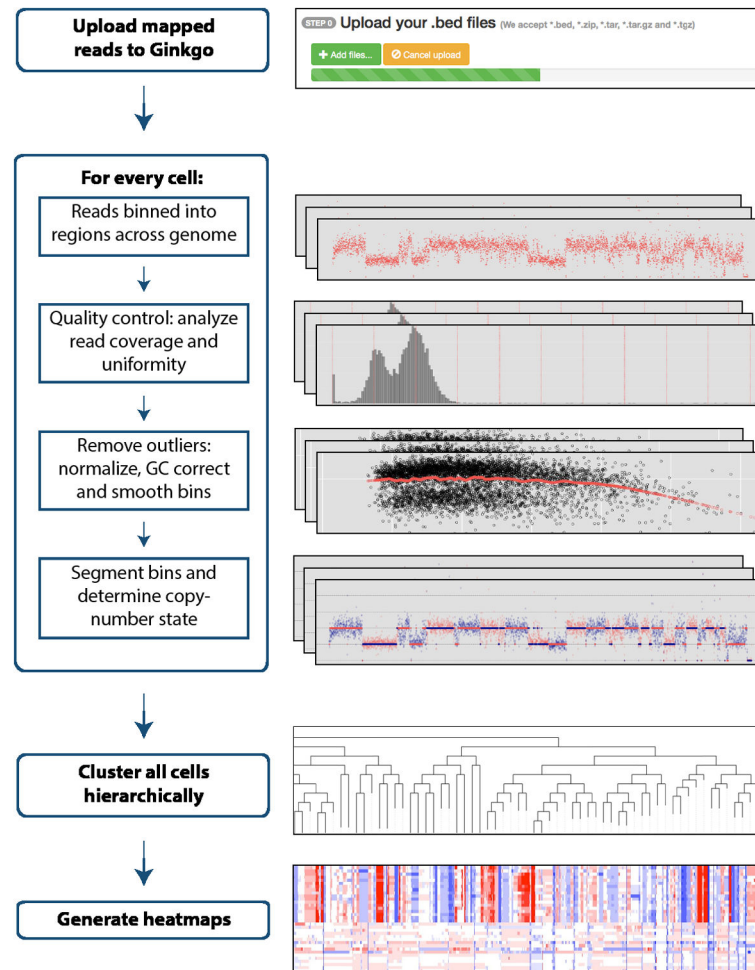 Upload mapped
reads to Ginkgo
STEP 0 Upload your .bed files (We accept *.bed, *.zip, *.tar, *.tar.gz and *.tgz)
Add files... Cancel upload
For every cell:
Reads binned into
regions across genome
Quality control: analyze
read coverage and
uniformity
Remove outliers:
normalize, GC correct
and smooth bins
Segment bins and
determine copy-
number state
Cluster all cells
hierarchically
Generate heatmaps